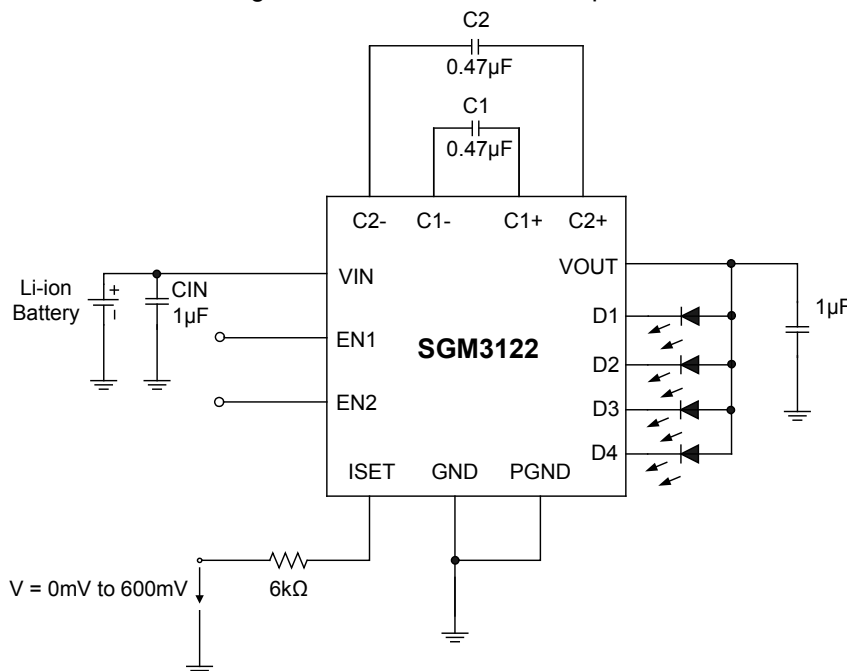 C2
0.47µF
C1
0.47µF
C2- C1- C1+ C2+
VIN VOUT
Li-ion
Battery
+
-
CIN
1µF
EN1
EN2
SGM3122
D1
D2
D3
D4
1µF
ISET GND PGND
V = 0mV to 600mV
6kΩ